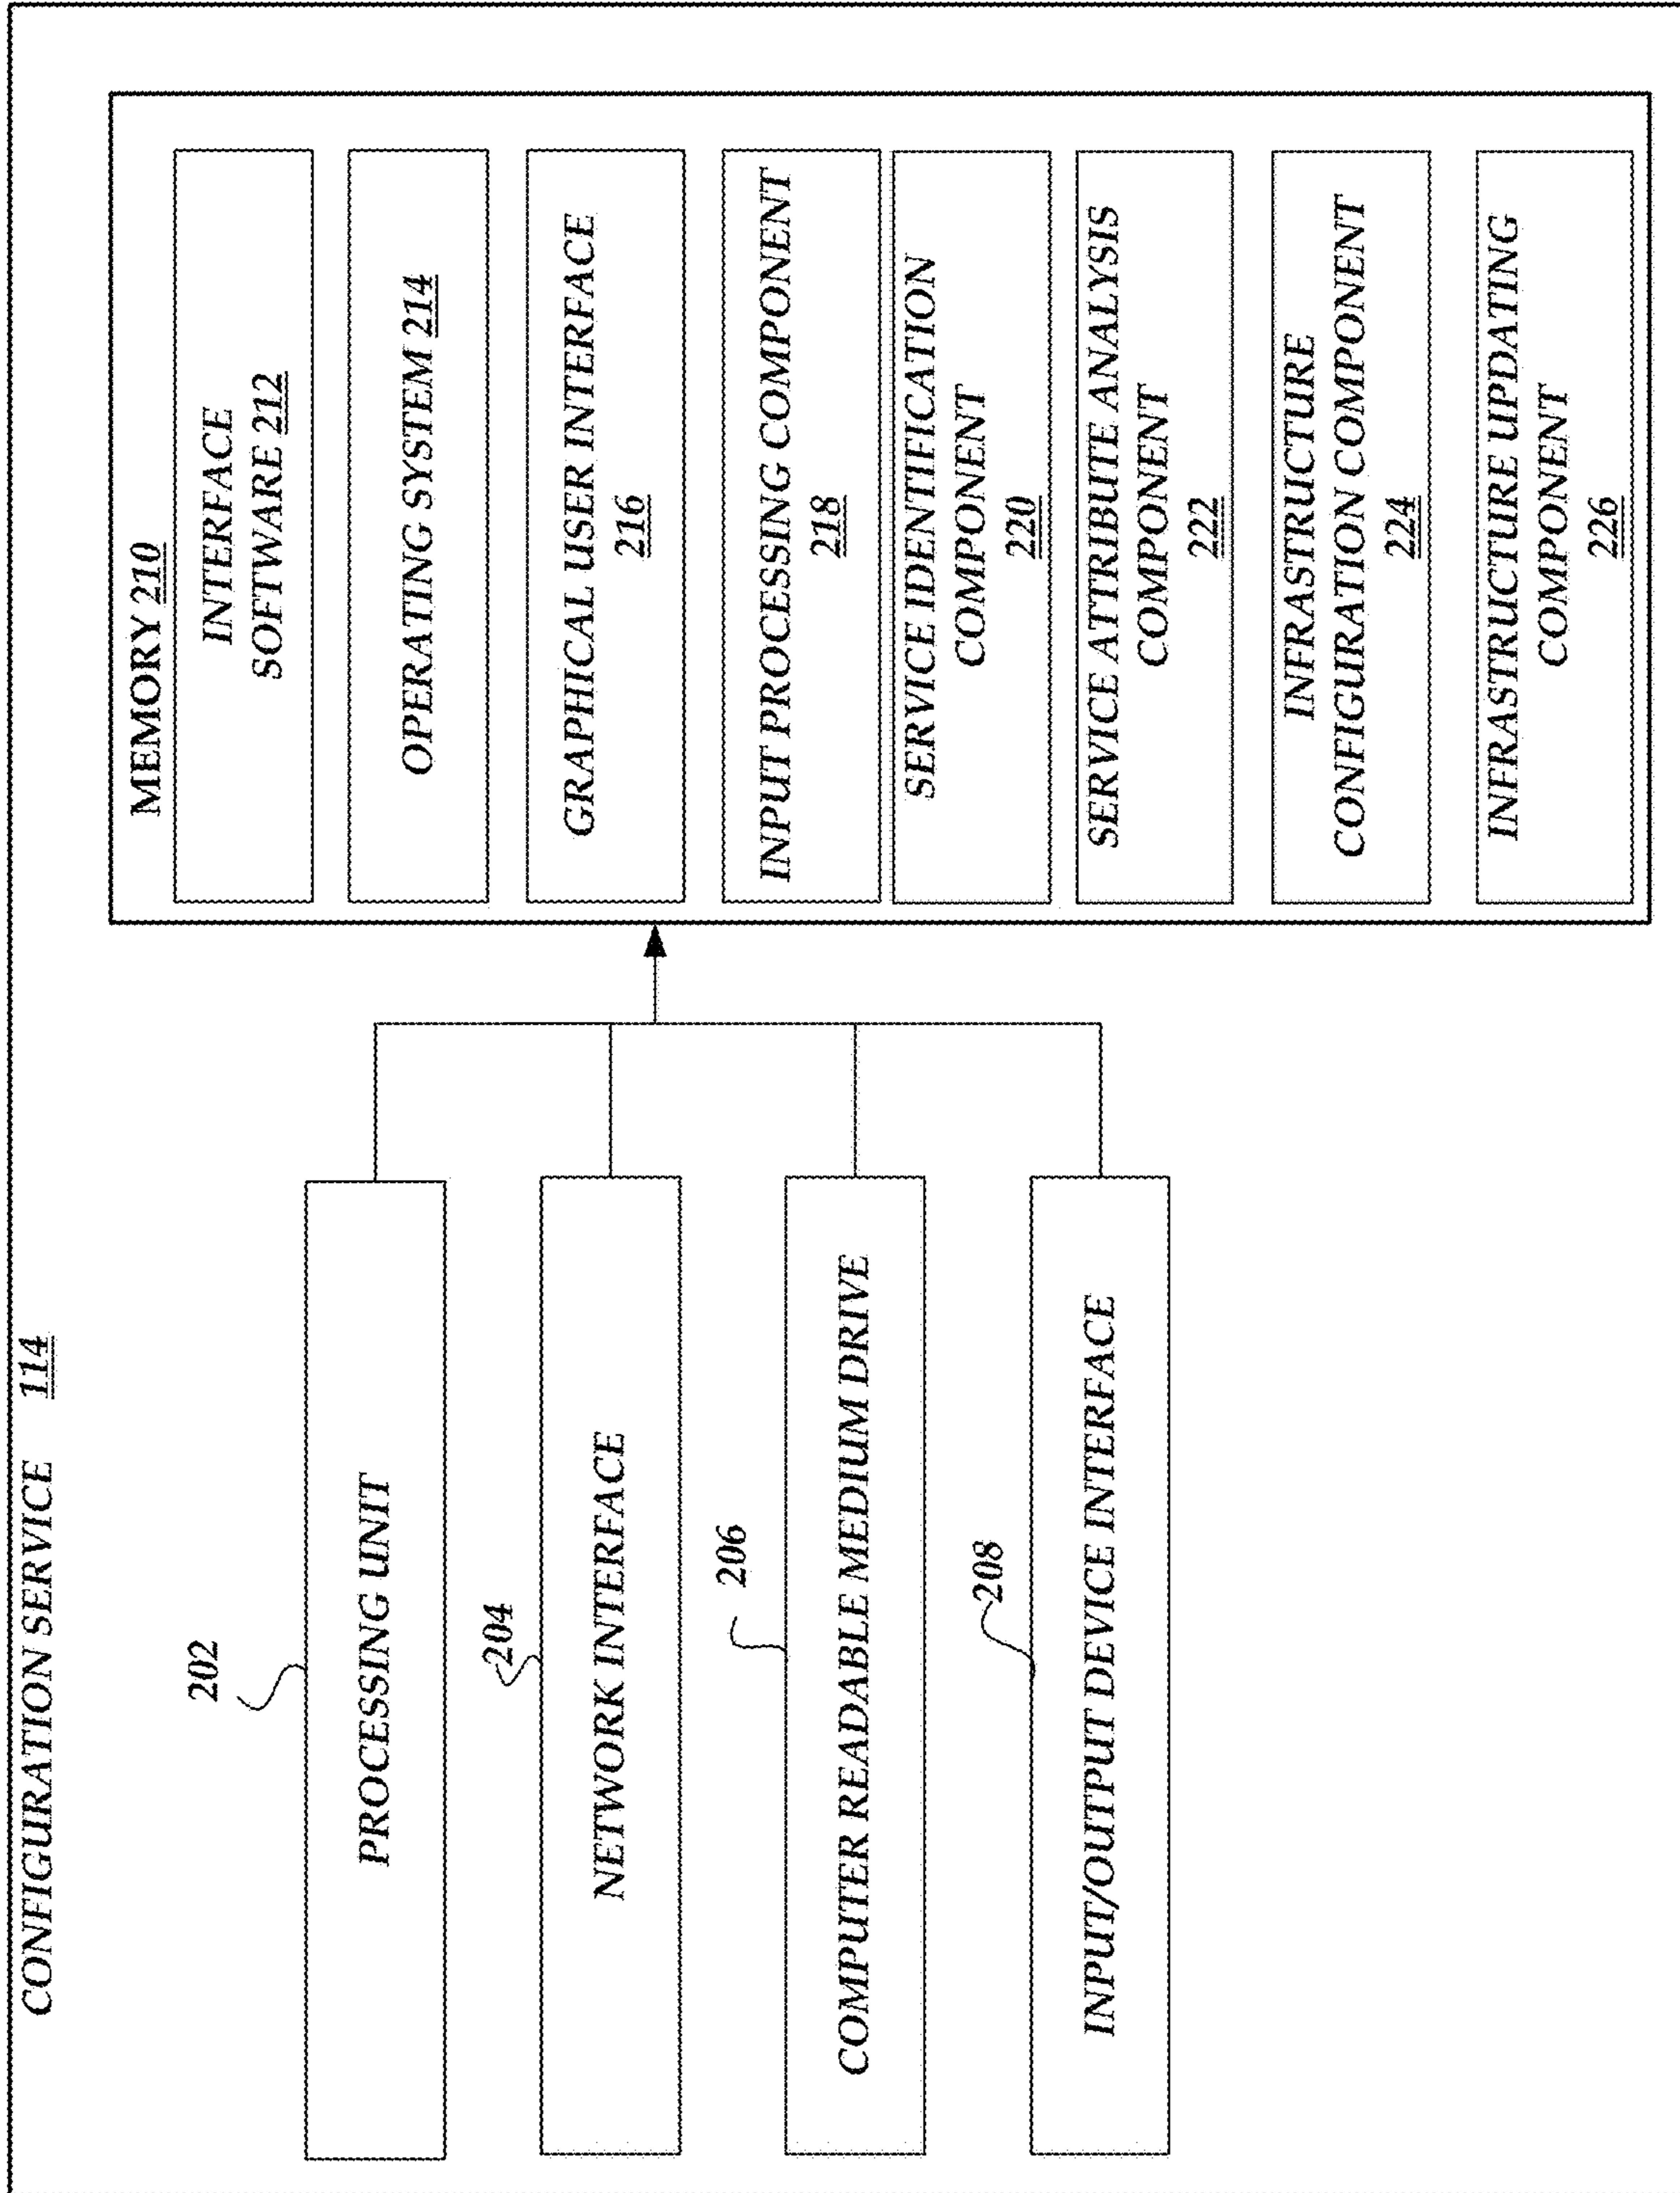 CONFIGURATION SERVICE 114
202
PROCESSING UNIT
204
NETWORK INTERFACE
206
COMPUTER READABLE MEDIUM DRIVE
208
INPUT/OUTPUT DEVICE INTERFACE
MEMORY 210
INTERFACE
SOFTWARE 212
OPERATING SYSTEM 214
GRAPHICAL USER INTERFACE
216
INPUT PROCESSING COMPONENT
218
SERVICE IDENTIFICATION
COMPONENT
220
SERVICE ATTRIBUTE ANALYSIS
COMPONENT
222
INFRASTRUCTURE
CONFIGURATION COMPONENT
224
INFRASTRUCTURE UPDATING
COMPONENT
226